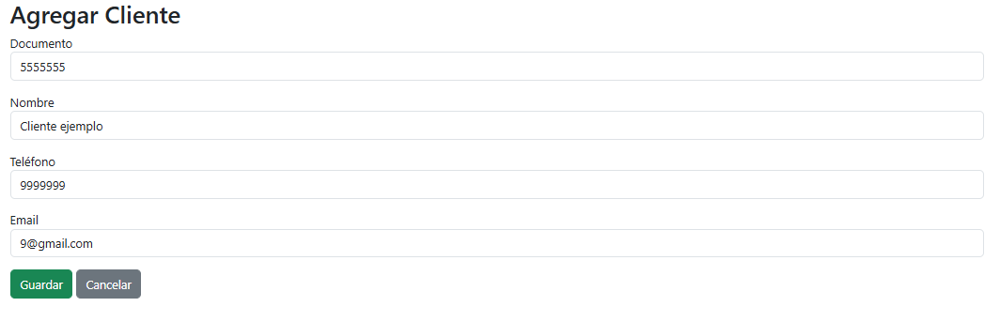 Agregar Cliente
Documento
5555555
Nombre
Cliente ejemplo
Teléfono
9999999
Email
9@gmail.com
Guardar Cancelar